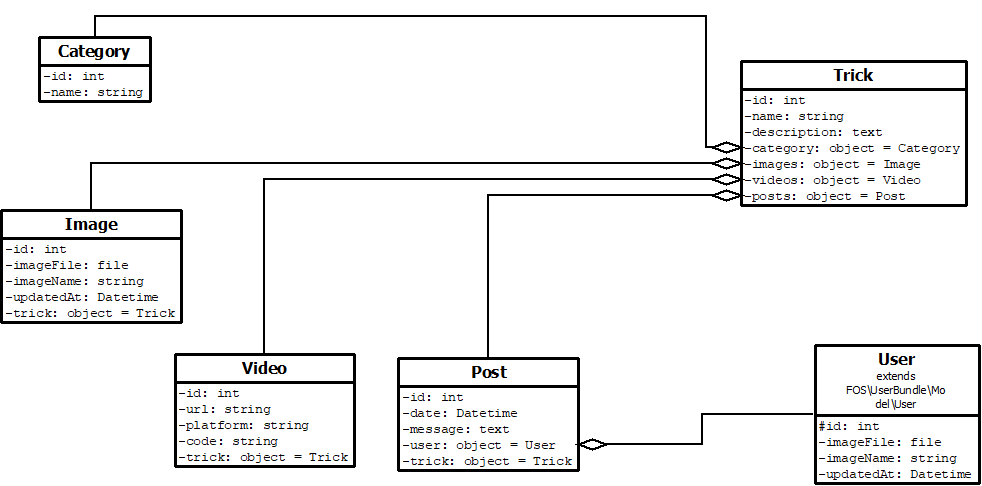 Category
-id: int
-name: string
Trick
-id: int
-name: string
-description: text
-category: object = Category
-images: object = Image
-videos: object = Video
-posts: object = Post
Image
-id: int
-imageFile: file
-imageName: string
-updatedAt: Datetime
-trick: object = Trick
Video
-id: int
-url: string
-platform: string
-code: string
-trick: object = Trick
Post
-id: int
-date: Datetime
-message: text
-user: object = User
-trick: object = Trick
User
extends
FOS\UserBundle\Mo
del\User
#id: int
-imageFile: file
-imageName: string
-updatedAt: Datetime